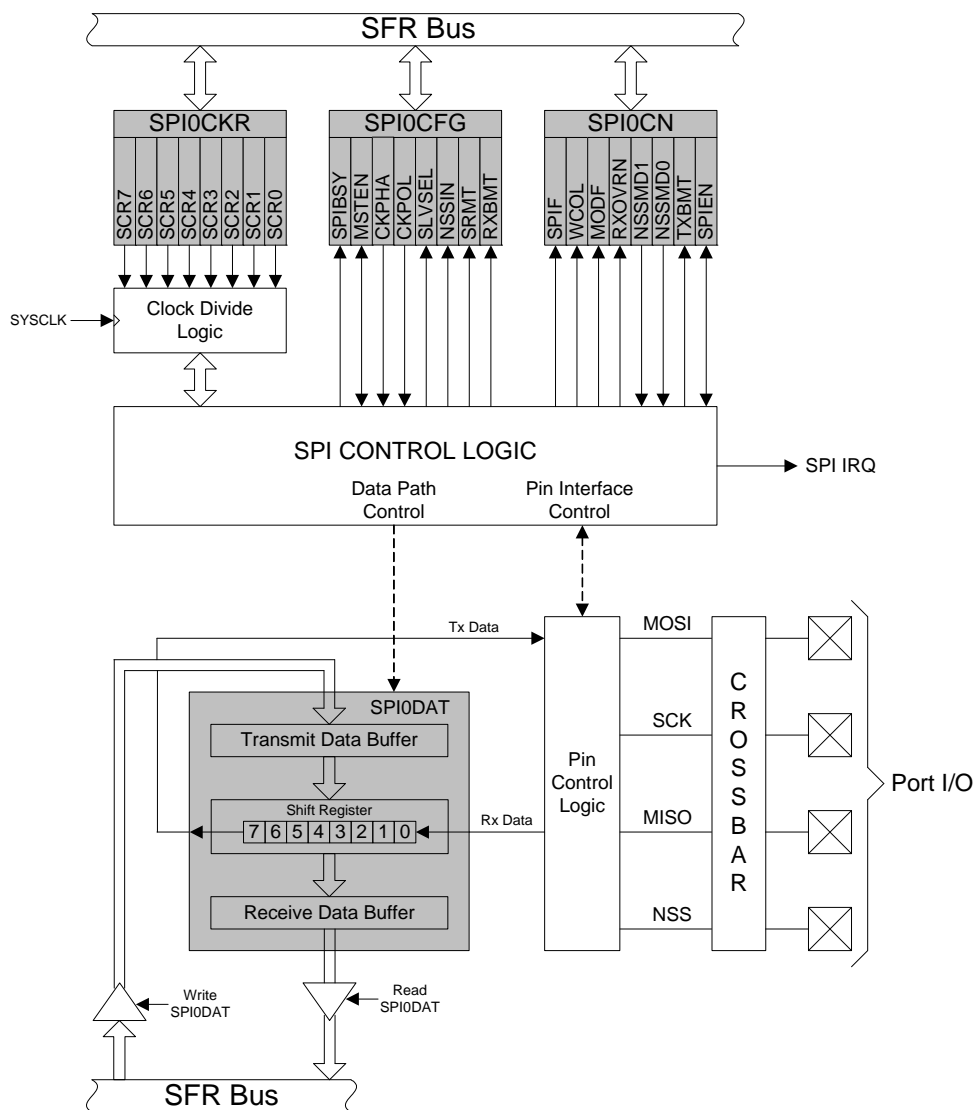 SFR Bus
SPI0CKR
SPI0CFG
SPI0CN
SCR7
SCR6
SCR5
SCR4
SCR3
SCR2
SCR1
SCR0
SPIBSY
MSTEN
CKPHA
CKPOL
SLVSEL
NSSIN
SRMT
RXBMT
SPIF
WCOL
MODF
RXOVRN
NSSMD1
NSSMD0
TXBMT
SPIEN
SYSCLK
Clock Divide
Logic
SPI CONTROL LOGIC
SPI IRQ
Data Path
Control
Pin Interface
Control
Tx Data
MOSI
SPI0DAT
Transmit Data Buffer
SCK
Shift Register
7 6 5 4 3 2 1 0
Rx Data
Pin
Control
Logic
MISO
CROSSBAR
Port I/O
Receive Data Buffer
NSS
Write
SPI0DAT
Read
SPI0DAT
SFR Bus